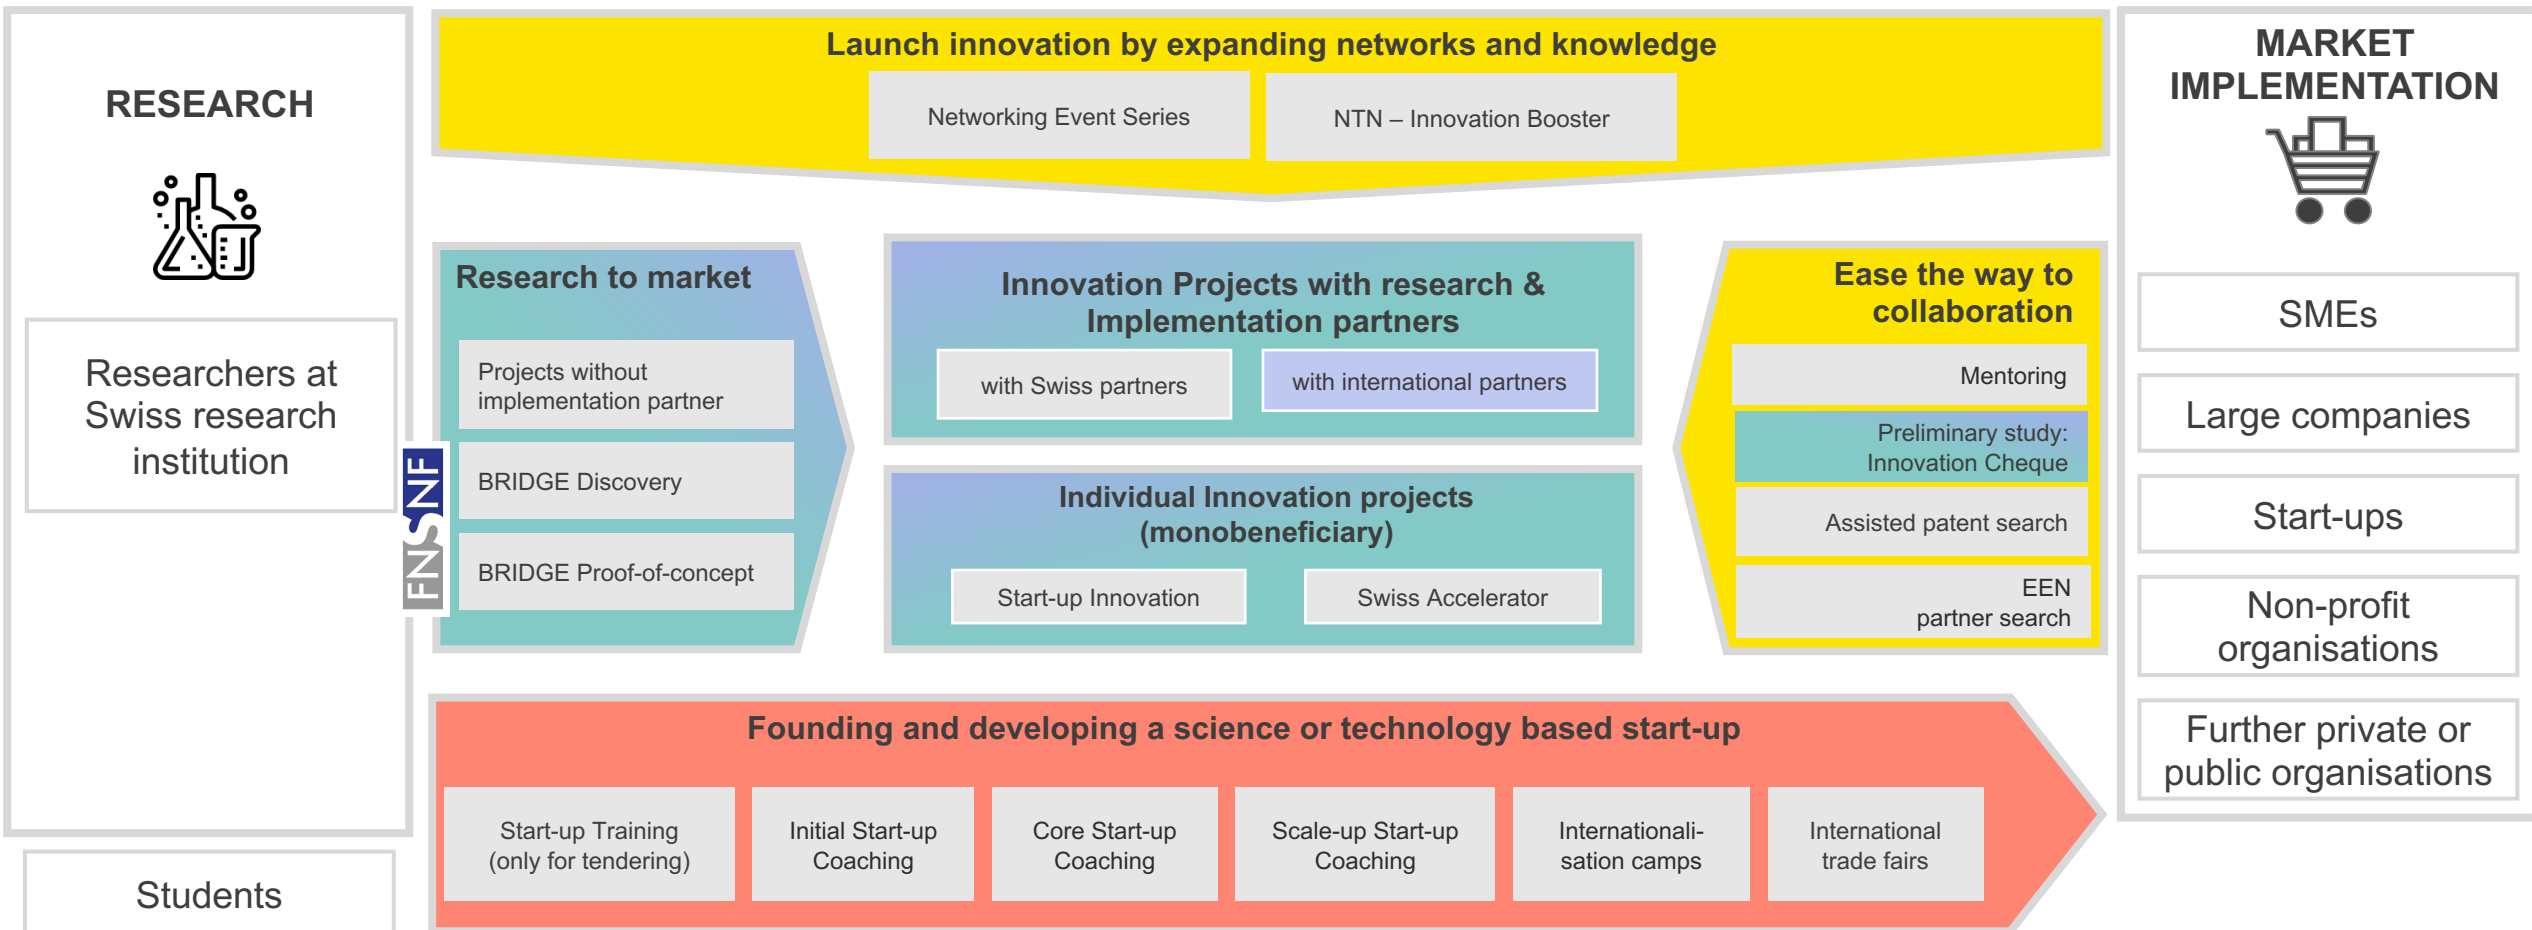 RESEARCH
Researchers at
Swiss research
institution
Students
Launch innovation by expanding networks and knowledge
Networking Event Series
NTN – Innovation Booster
FNSNF
Research to market
Projects without
implementation partner
BRIDGE Discovery
BRIDGE Proof-of-concept
Innovation Projects with research &
Implementation partners
with Swiss partners
with international partners
Individual Innovation projects
(monobeneficiary)
Start-up Innovation
Swiss Accelerator
Ease the way to
collaboration
Mentoring
Preliminary study:
Innovation Cheque
Assisted patent search
EEN
partner search
Founding and developing a science or technology based start-up
Start-up Training
(only for tendering)
Initial Start-up
Coaching
Core Start-up
Coaching
Scale-up Start-up
Coaching
Internationali-
sation camps
International
trade fairs
MARKET
IMPLEMENTATION
SMEs
Large companies
Start-ups
Non-profit
organisations
Further private or
public organisations